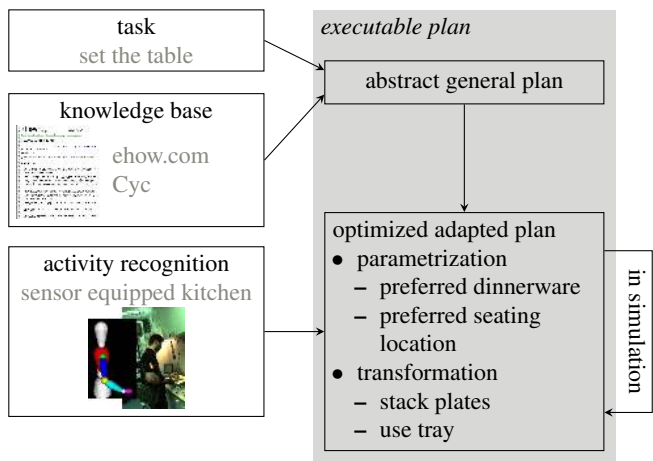 task
set the table
knowledge base
ehow.com
Cyc
activity recognition
sensor equipped kitchen
executable plan
abstract general plan
optimized adapted plan
• parametrization
– preferred dinnerware
– preferred seating
location
• transformation
– stack plates
– use tray
in simulation